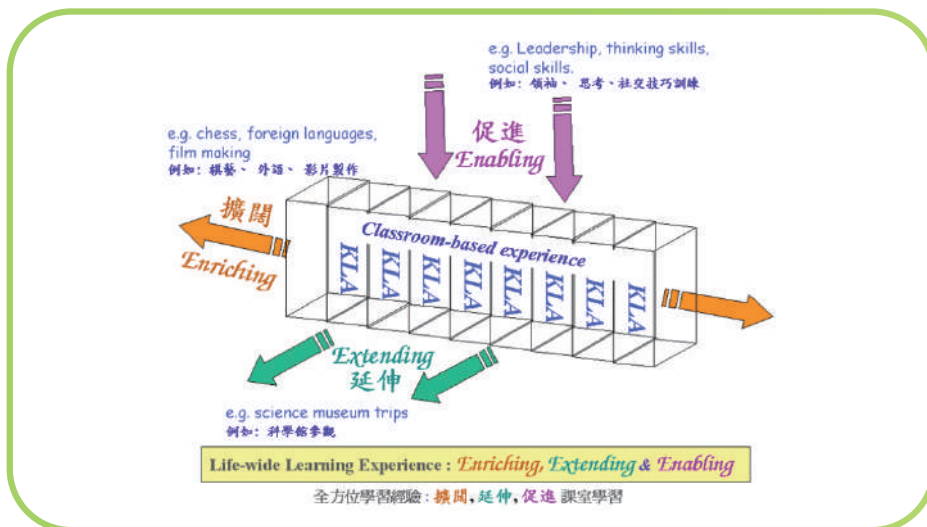 e.g. Leadership, thinking skills,
social skills.
例如：領袖、思考、社交技巧訓練
促進
Enabling
e.g. chess, foreign languages,
film making
例如：棋藝、外語、影片製作
擴闊
Enriching
Classroom-based experience
KLA KLA KLA KLA KLA KLA KLA KLA
Extending
延伸
e.g. science museum trips
例如：科學館參觀
Life-wide Learning Experience : Enriching, Extending & Enabling
全方位學習經驗 : 擴闊, 延伸, 促進 課室學習